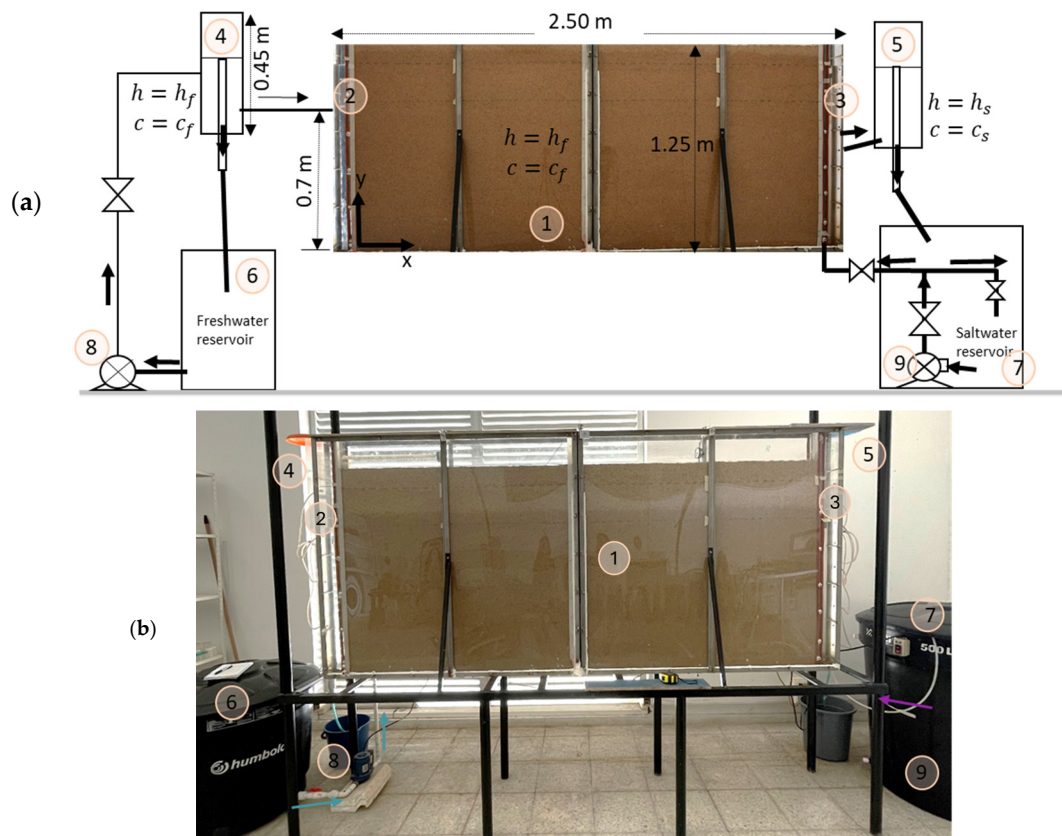 (a)
4
0.45 m
h = h_f
c = c_f
2
2.50 m
3
5
h = h_s
c = c_s
0.7 m
h = h_f
c = c_f
1.25 m
1
y
x
6
Freshwater
reservoir
8
Saltwater
reservoir
9
7
(b)
4
5
2
3
1
7
500 L
6
humbold
8
9